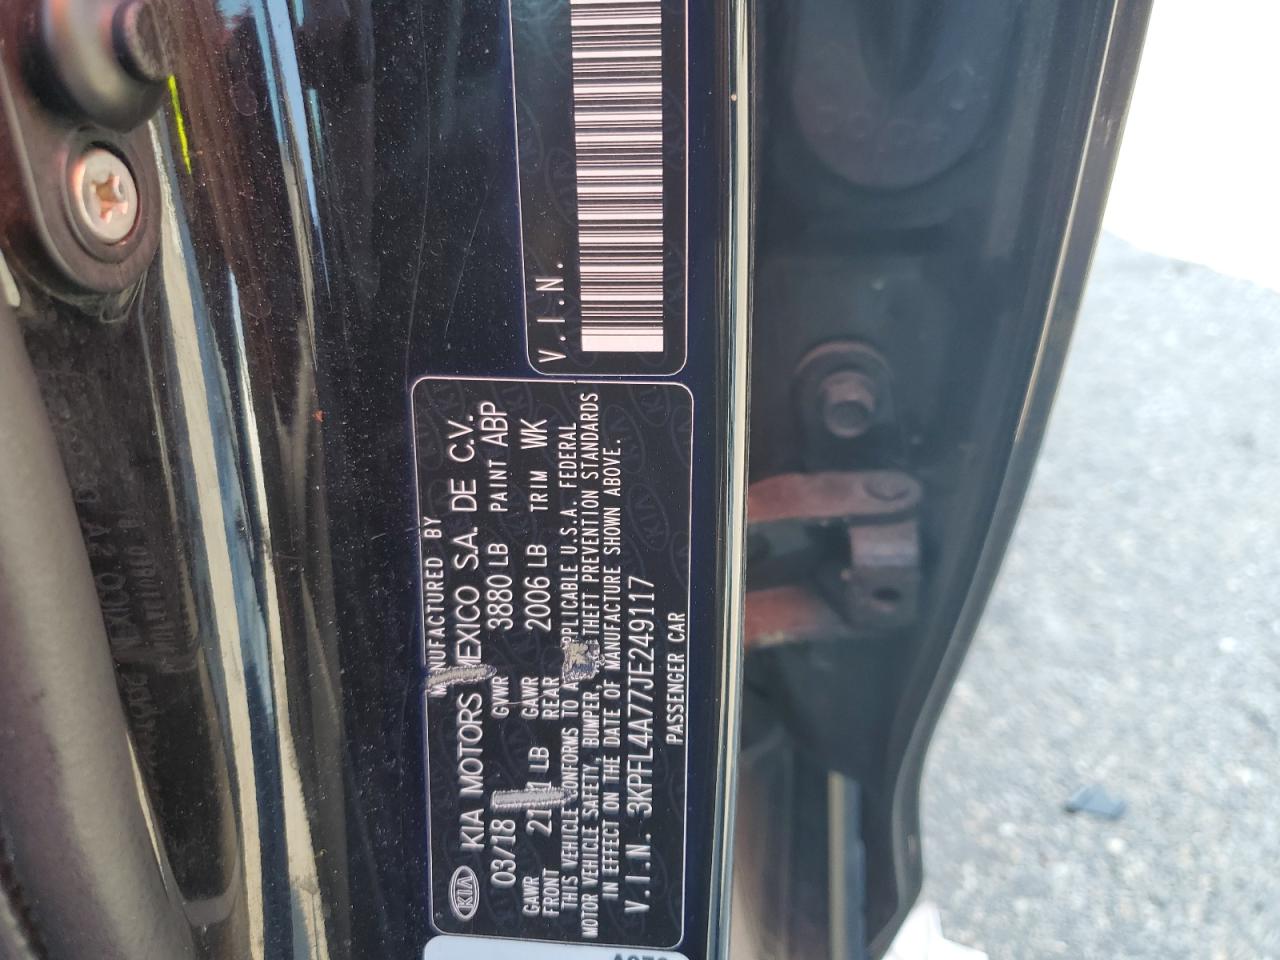 V.I.N.
MANUFACTURED BY
KIA KIA MOTORS MEXICO S.A. DE C.V.
03/18 GVWR 3880 LB PAINT ABP
GAWR FRONT LB GAWR REAR 2006 LB TRIM WK
THIS VEHICLE CONFORMS TO APPLICABLE U.S.A. FEDERAL
MOTOR VEHICLE SAFETY, BUMPER, THEFT PREVENTION STANDARDS
IN EFFECT ON THE DATE OF MANUFACTURE SHOWN ABOVE.
V.I.N. 3KPFL4A77JE249117
PASSENGER CAR